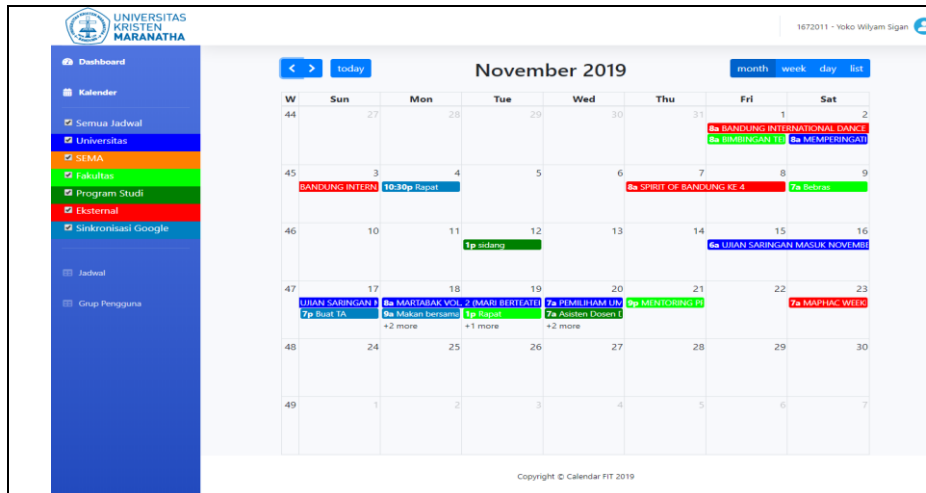 UNIVERSITAS
KRISTEN
MARANATHA
1672011 - Yoko Wilyam Sigan
Dashboard
Kalender
Semua Jadwal
Universitas
SEMA
Fakultas
Program Studi
Eksternal
Sinkronisasi Google
Jadwal
Grup Pengguna
< > today
November 2019
month week day list
W Sun Mon Tue Wed Thu Fri Sat
44 27 28 29 30 31 1 2
8a BANDUNG INTERNATIONAL DANCE
8a BIMBINGAN TE 8a MEMPERINGATI
45 3 4 5 6 7 8 9
BANDUNG INTERN 10:30p Rapat 8a SPIRIT OF BANDUNG KE 4 7a Bebras
46 10 11 12 13 14 15 16
1p sidang 6a UJIAN SARINGAN MASUK NOVEMBE
47 17 18 19 20 21 22 23
UJIAN SARINGAN M 8a MARTABAK VOL. 2 (MARI BERTEATE 7a PEMILIHAM UM 9p MENTORING PI 7a MAPHAC WEEK
7p Buat TA 9a Makan bersama 1p Rapat 7a Asisten Dosen D
+2 more +1 more +2 more
48 24 25 26 27 28 29 30
49 1 2 3 4 5 6 7
Copyright © Calendar FIT 2019